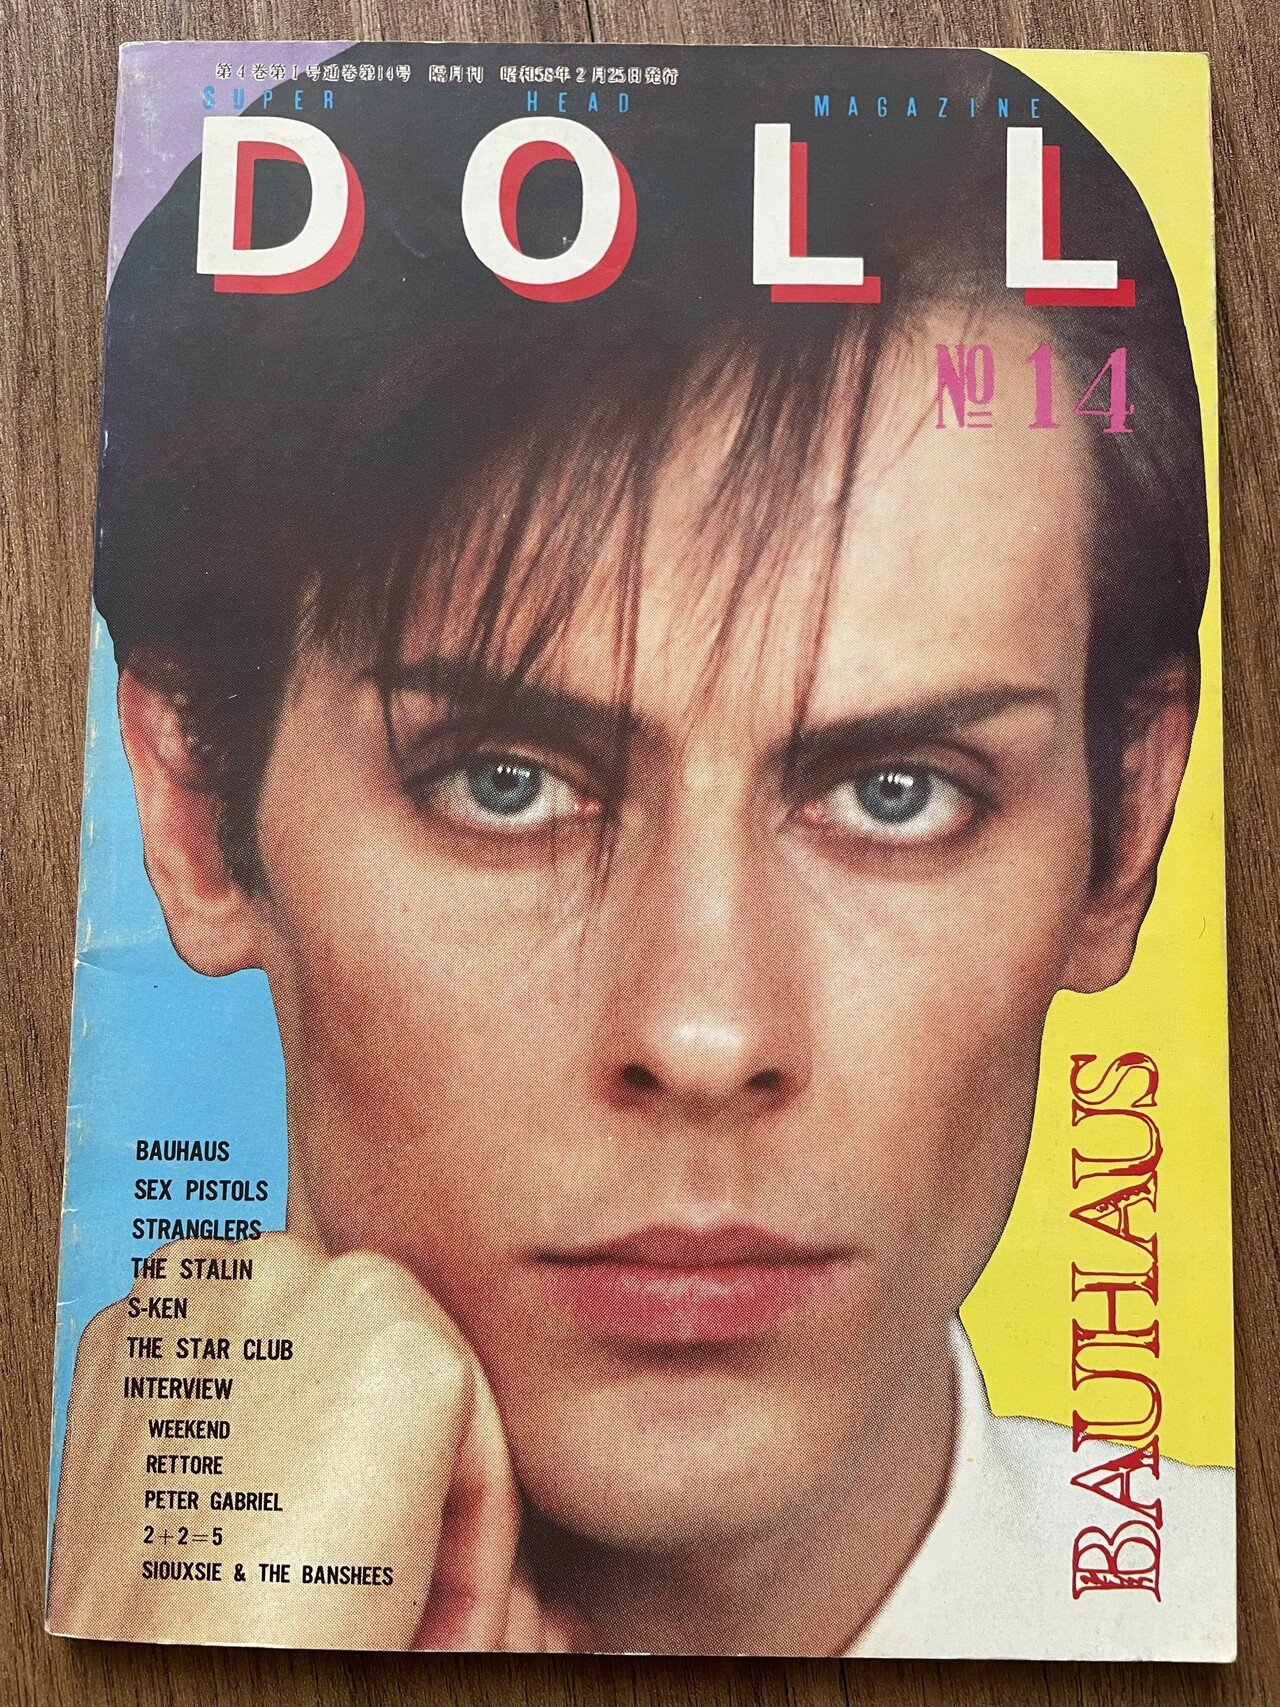 第4巻第1号通巻第14号 隔月刊 昭和58年2月25日発行
SUPER HEAD MAGAZINE
DOLL
No 14
BAUHAUS
SEX PISTOLS
STRANGLERS
THE STALIN
S-KEN
THE STAR CLUB
INTERVIEW
WEEKEND
RETTORE
PETER GABRIEL
2+2=5
SIOUXSIE & THE BANSHEES
BAUHAUS